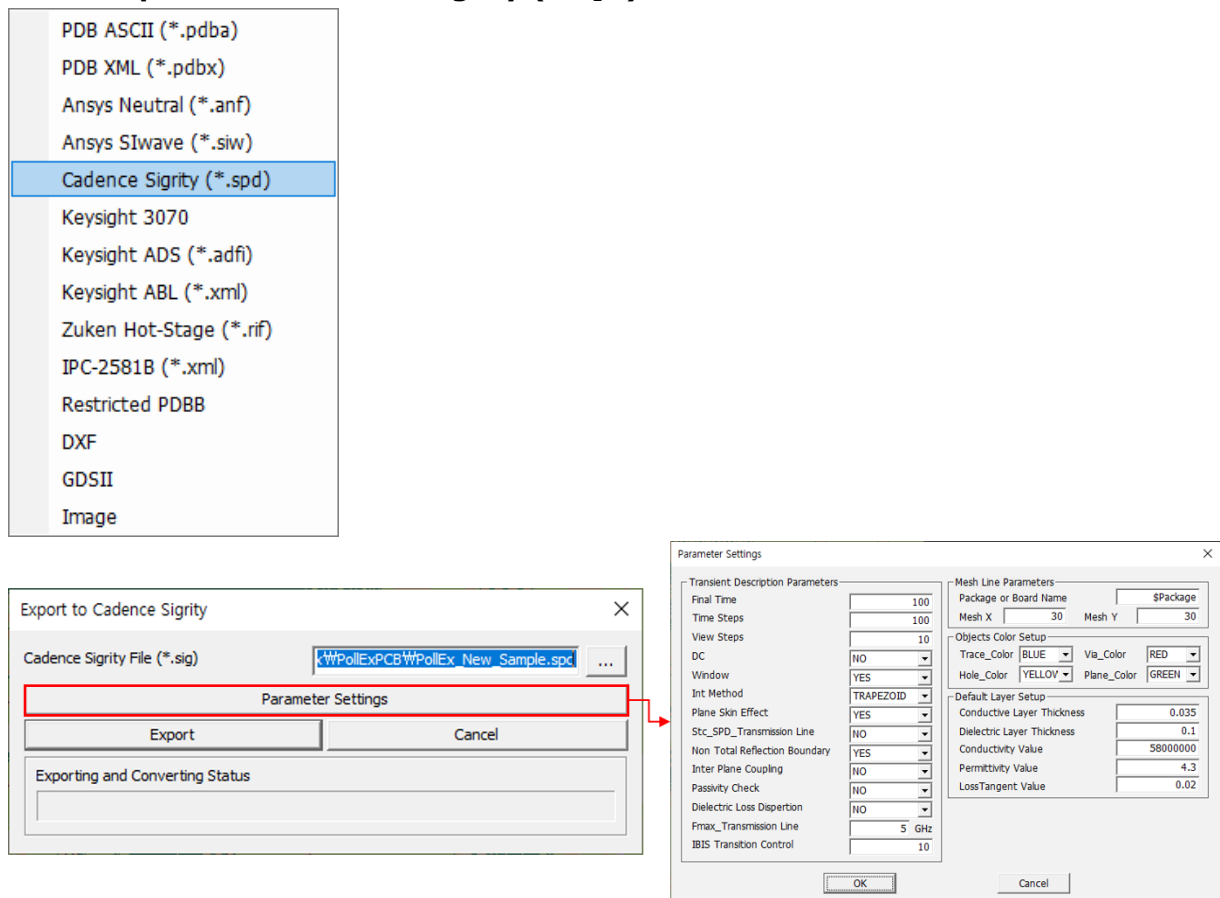 PDB ASCII (*.pdba)
PDB XML (*.pdbx)
Ansys Neutral (*.anf)
Ansys SIwave (*.siw)
Cadence Sigrity (*.spd)
Keysight 3070
Keysight ADS (*.adfi)
Keysight ABL (*.xml)
Zuken Hot-Stage (*.rif)
IPC-2581B (*.xml)
Restricted PDBB
DXF
GDSII
Image
Export to Cadence Sigrity
Cadence Sigrity File (*.sig) x₩PollExPCB₩PollEx_New_Sample.spd ...
Parameter Settings
Export Cancel
Exporting and Converting Status
Parameter Settings
Transient Description Parameters
Final Time 100
Time Steps 100
View Steps 10
DC NO
Window YES
Int Method TRAPEZOID
Plane Skin Effect YES
Stc_SPD_Transmission Line NO
Non Total Reflection Boundary YES
Inter Plane Coupling NO
Passivity Check NO
Dielectric Loss Dispertion NO
Fmax_Transmission Line 5 GHz
IBIS Transition Control 10
Mesh Line Parameters
Package or Board Name $Package
Mesh X 30 Mesh Y 30
Objects Color Setup
Trace_Color BLUE Via_Color RED
Hole_Color YELLOV Plane_Color GREEN
Default Layer Setup
Conductive Layer Thickness 0.035
Dielectric Layer Thickness 0.1
Conductivity Value 58000000
Permittivity Value 4.3
LossTangent Value 0.02
OK Cancel